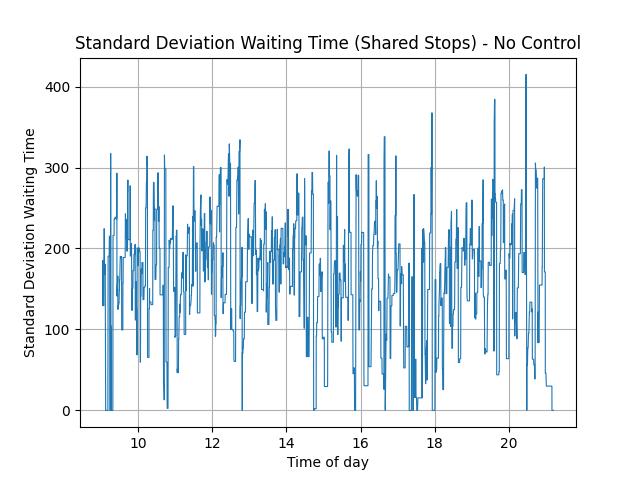 Standard Deviation Waiting Time (Shared Stops) - No Control
Standard Deviation Waiting Time
400
300
200
100
0
10 12 14 16 18 20
Time of day